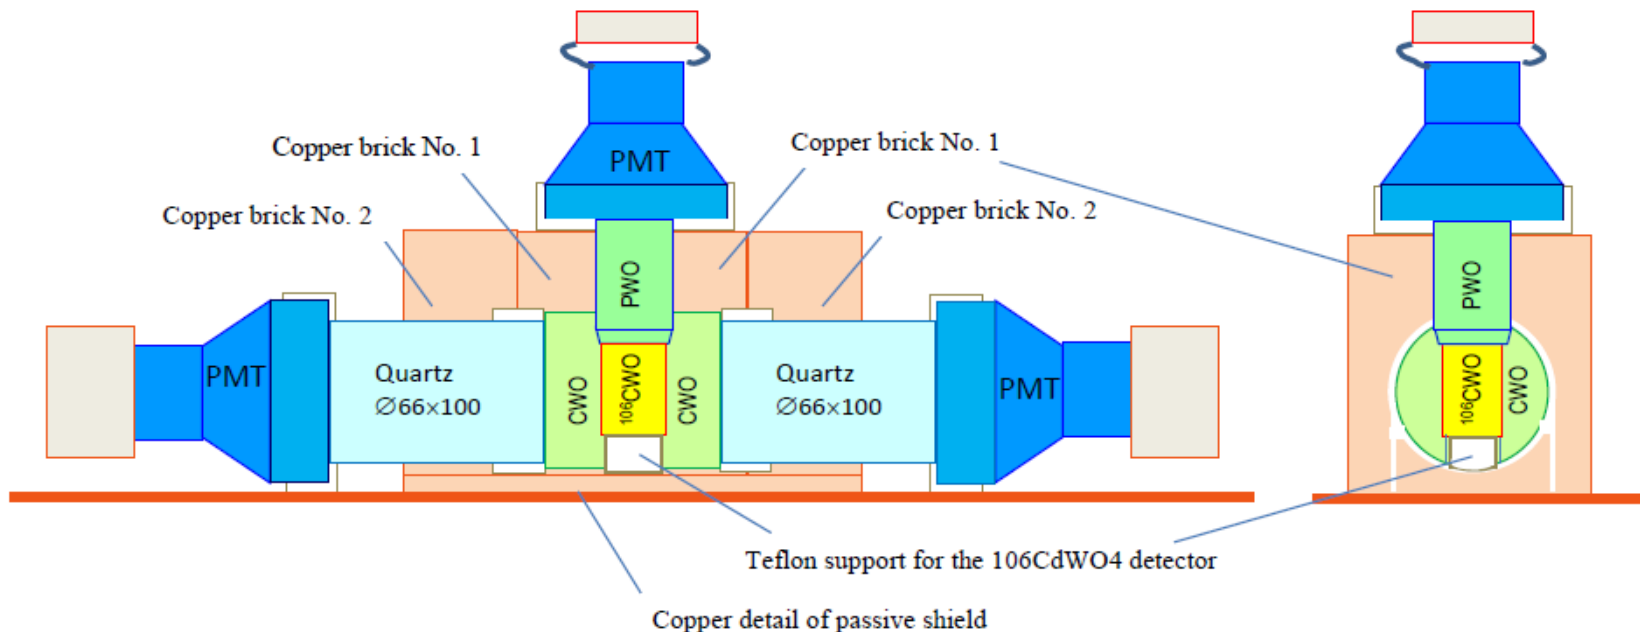 Copper brick No. 1
PMT
Copper brick No. 1
Copper brick No. 2
Copper brick No. 2
PWO
PWO
PMT
Quartz
∅66×100
CWO
¹⁰⁶CWO
CWO
Quartz
∅66×100
PMT
¹⁰⁶CWO
CWO
Teflon support for the 106CdWO4 detector
Copper detail of passive shield